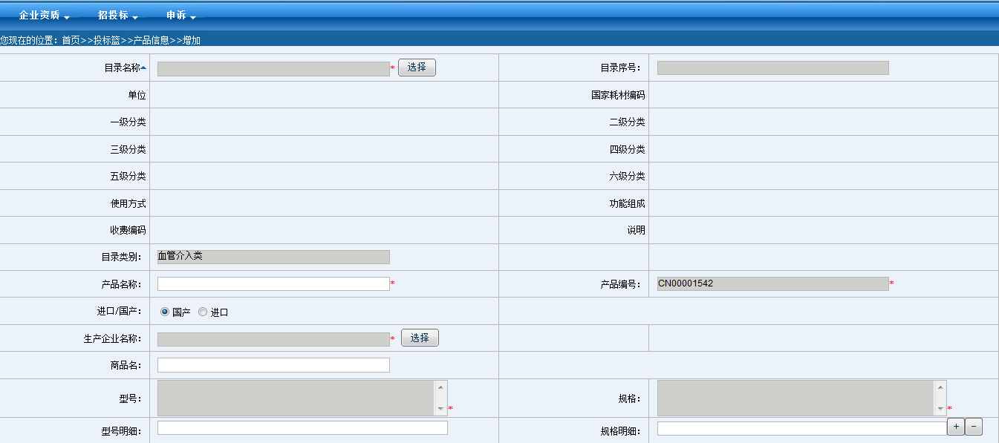 企业资质 招投标 申诉
您现在的位置：首页>>投标篮>>产品信息>>增加
目录名称 * 选择 目录序号：
单位 国家耗材编码
一级分类 二级分类
三级分类 四级分类
五级分类 六级分类
使用方式 功能组成
收费编码 说明
目录类别： 血管介入类
产品名称： * 产品编号： CN00001542 *
进口/国产： 国产 进口
生产企业名称： * 选择
商品名：
型号： * 规格： *
型号明细： 规格明细： + -